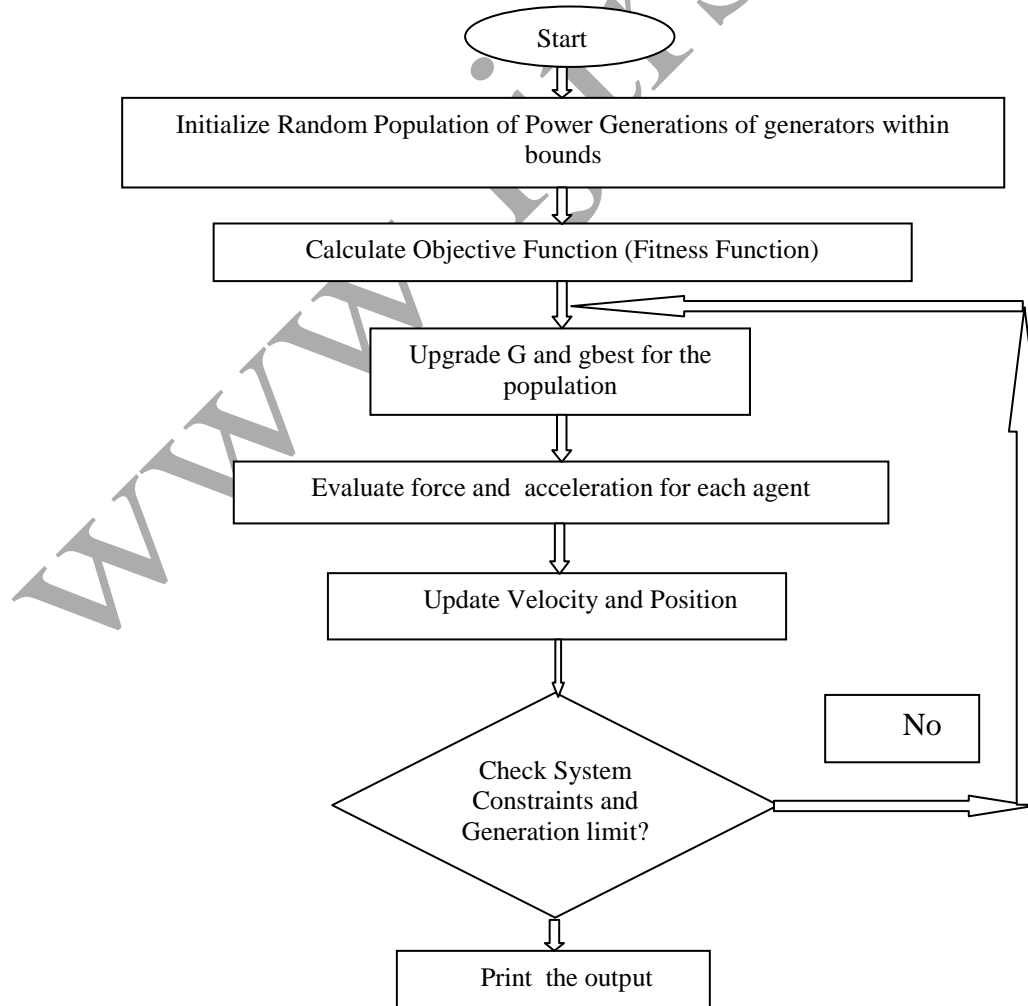 Start
Initialize Random Population of Power Generations of generators within
bounds
Calculate Objective Function (Fitness Function)
Upgrade G and gbest for the
population
Evaluate force and acceleration for each agent
Update Velocity and Position
No
Check System
Constraints and
Generation limit?
Print the output